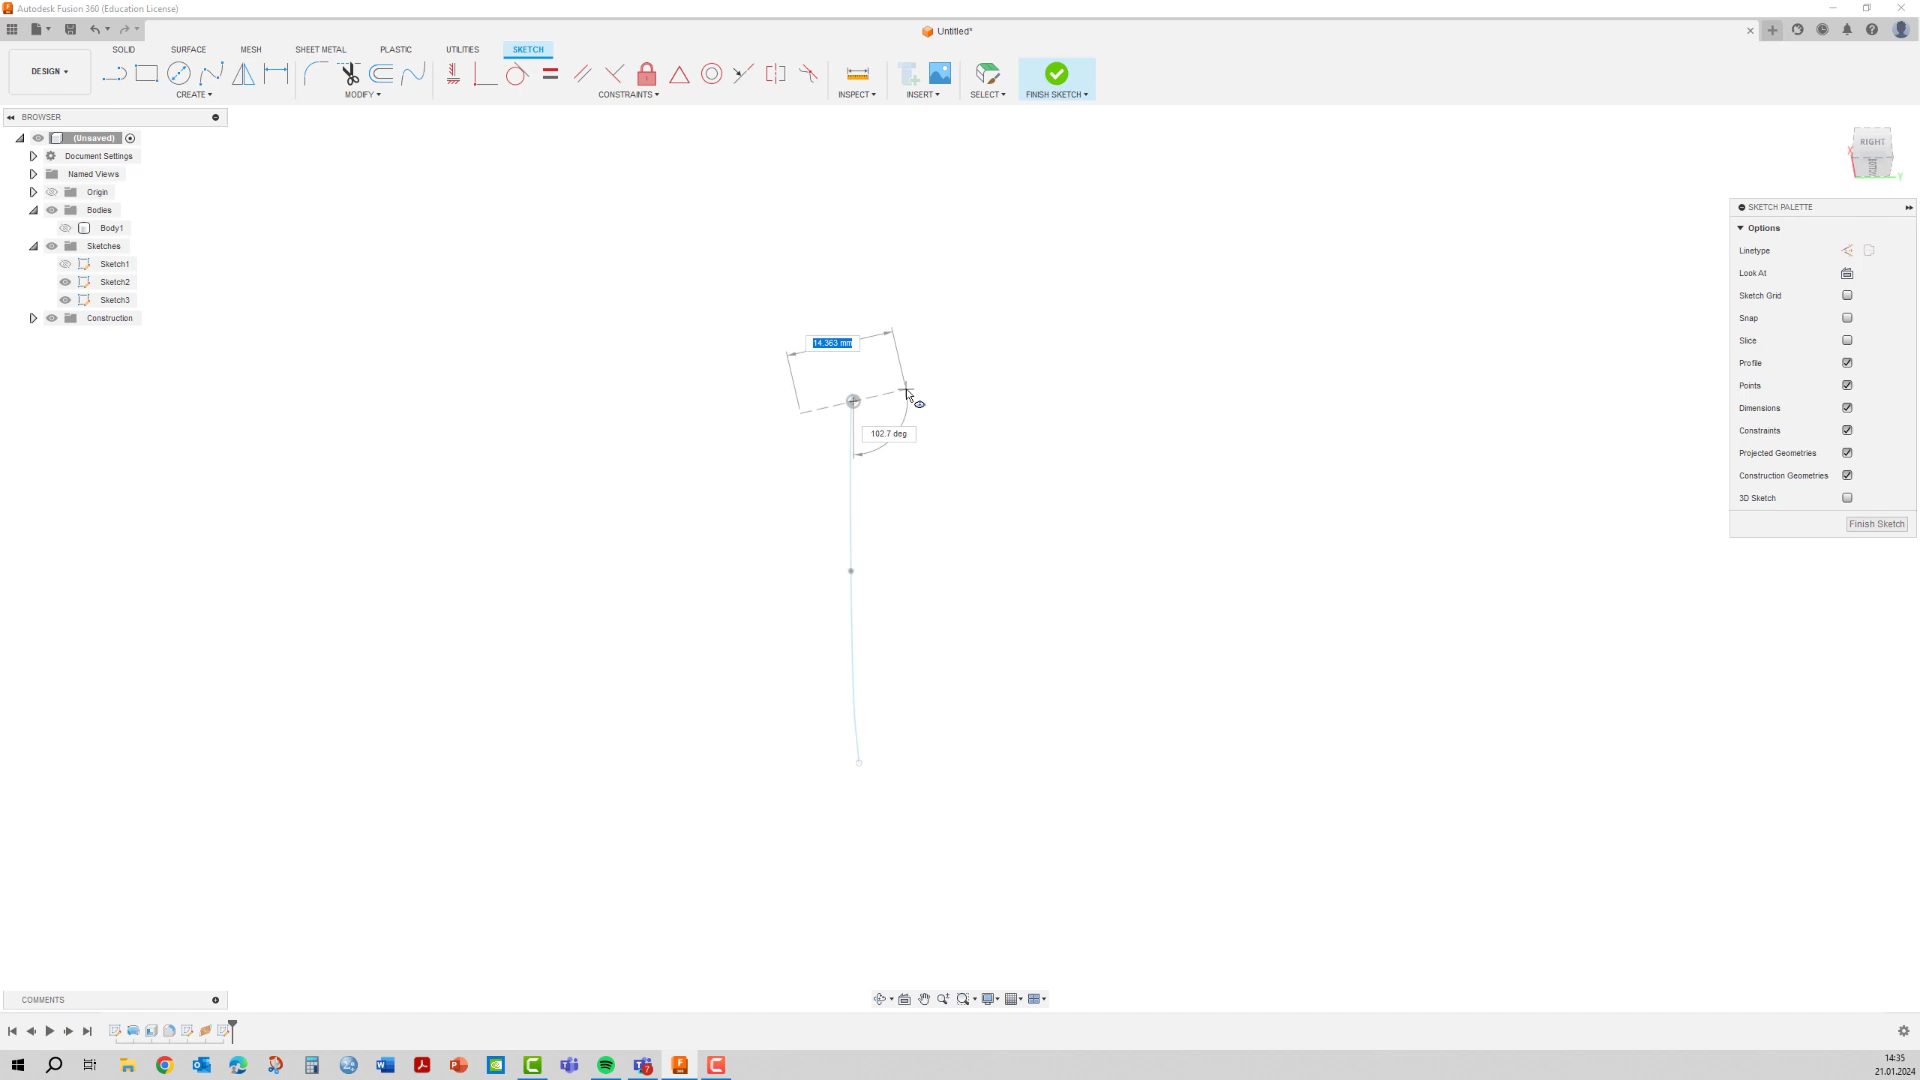 Autodesk Fusion 360 (Education License)
Untitled*
DESIGN
SOLID
SURFACE
MESH
SHEET METAL
PLASTIC
UTILITIES
SKETCH
CREATE
MODIFY
CONSTRAINTS
INSPECT
INSERT
SELECT
FINISH SKETCH
BROWSER
(Unsaved)
Document Settings
Named Views
Origin
Bodies
Body1
Sketches
Sketch1
Sketch2
Sketch3
Construction
14.363 mm
102.7 deg
RIGHT
X
Y
SKETCH PALETTE
Options
Linetype
Look At
Sketch Grid
Snap
Slice
Profile
Points
Dimensions
Constraints
Projected Geometries
Construction Geometries
3D Sketch
Finish Sketch
COMMENTS
14:35
21.01.2024